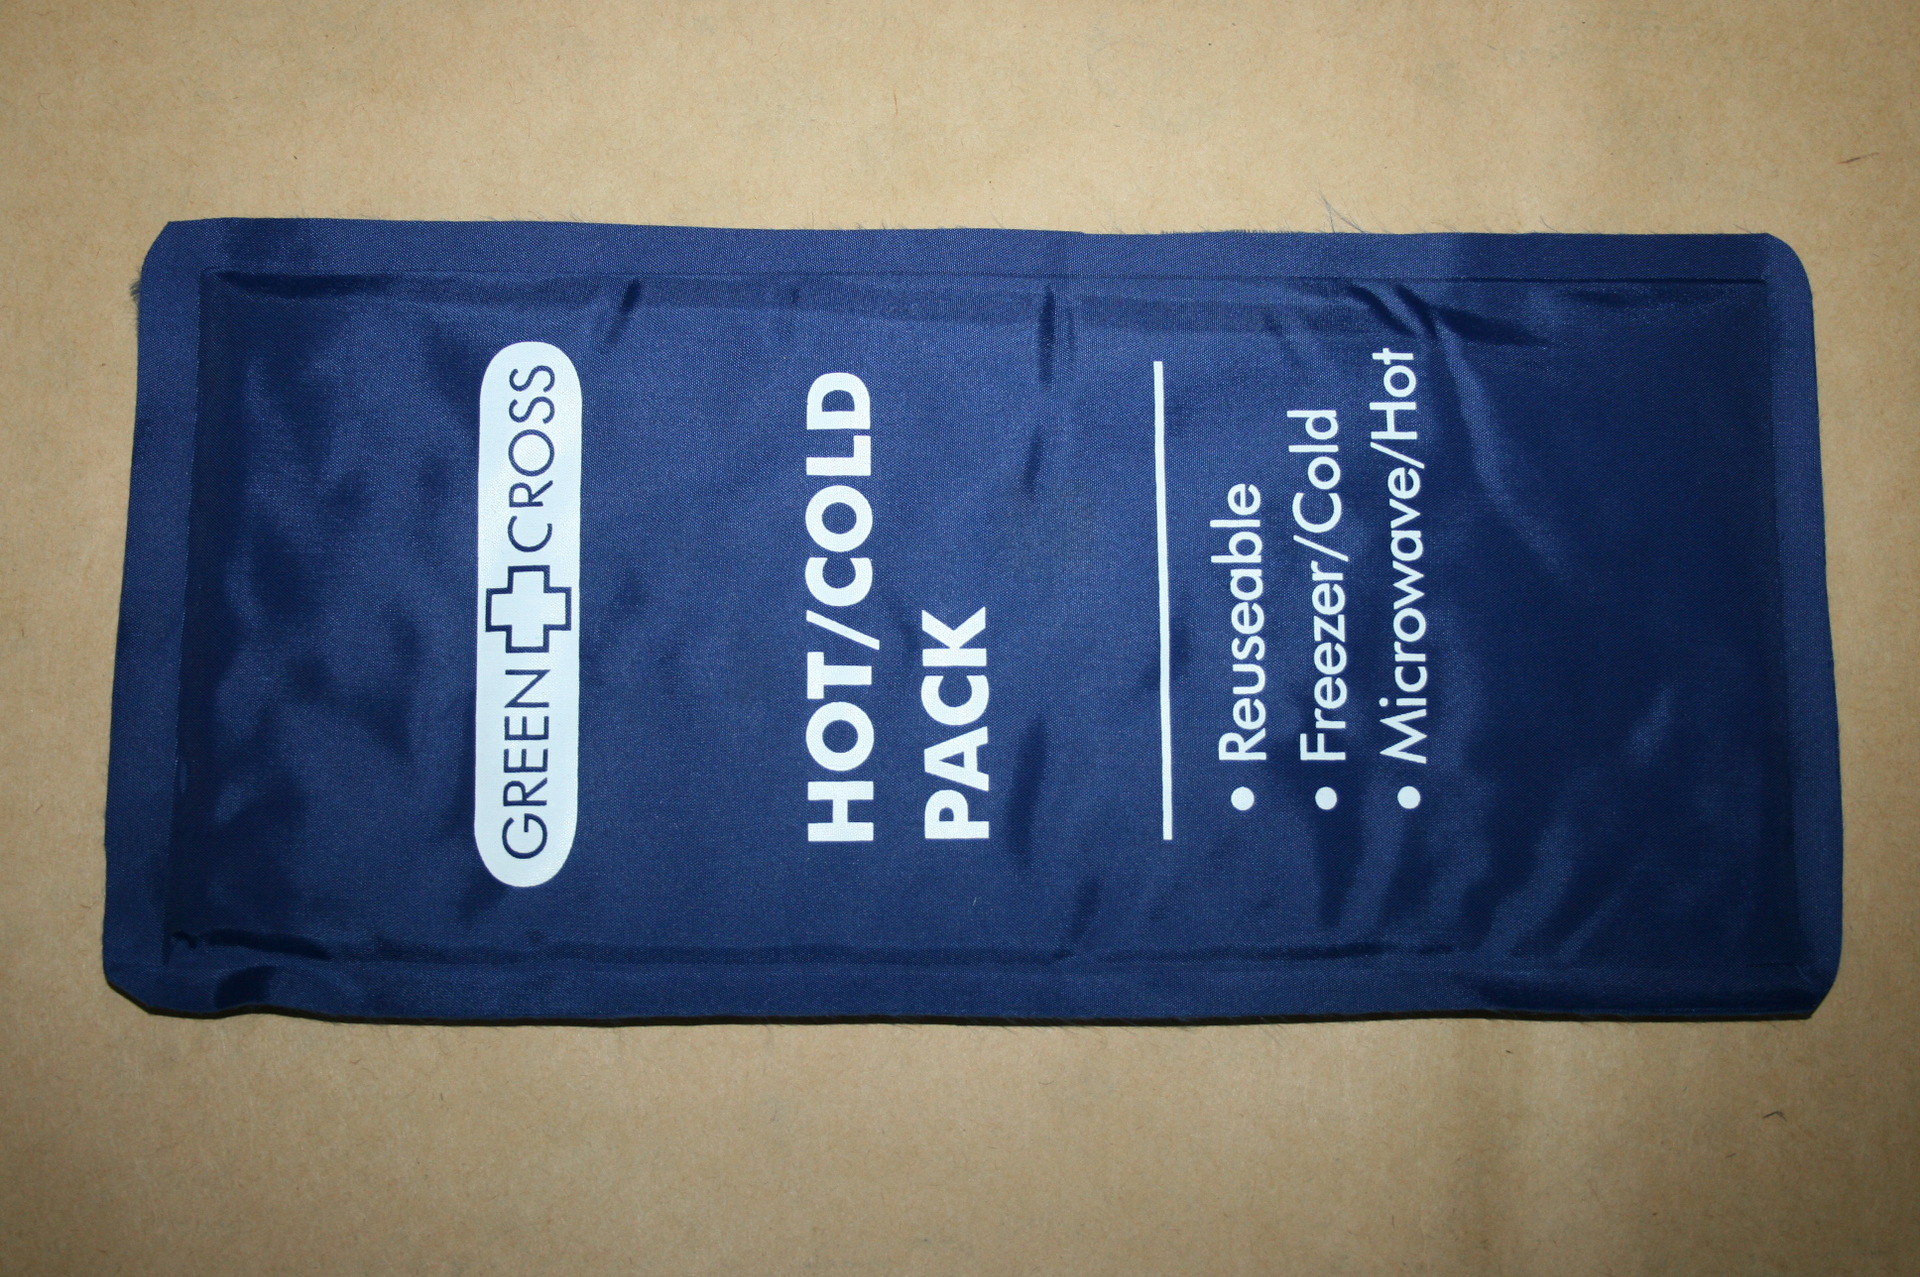 GREEN CROSS
HOT/COLD
PACK
• Reuseable
• Freezer/Cold
• Microwave/Hot